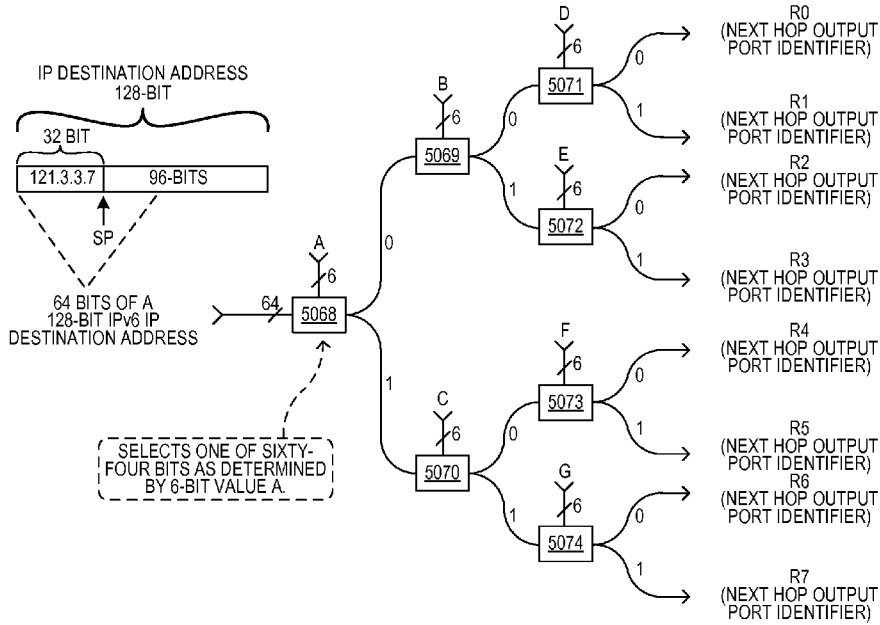 IP DESTINATION ADDRESS
128-BIT
32 BIT
121.3.3.7
96-BITS
SP
64 BITS OF A
128-BIT IPv6 IP
DESTINATION ADDRESS
64
A
6
5068
SELECTS ONE OF SIXTY-
FOUR BITS AS DETERMINED
BY 6-BIT VALUE A.
0
1
B
6
5069
0
1
C
6
5070
0
1
D
6
5071
0
1
E
6
5072
0
1
F
6
5073
0
1
G
6
5074
0
1
R0
(NEXT HOP OUTPUT
PORT IDENTIFIER)
R1
(NEXT HOP OUTPUT
PORT IDENTIFIER)
R2
(NEXT HOP OUTPUT
PORT IDENTIFIER)
R3
(NEXT HOP OUTPUT
PORT IDENTIFIER)
R4
(NEXT HOP OUTPUT
PORT IDENTIFIER)
R5
(NEXT HOP OUTPUT
PORT IDENTIFIER)
R6
(NEXT HOP OUTPUT
PORT IDENTIFIER)
R7
(NEXT HOP OUTPUT
PORT IDENTIFIER)